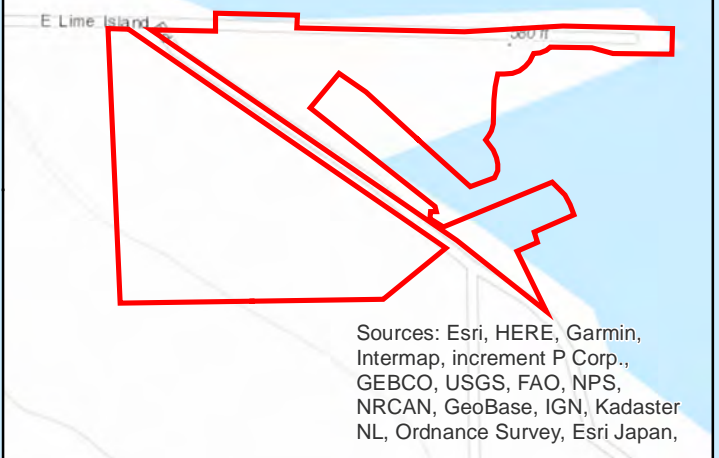 E Lime Island
580 ft
Sources: Esri, HERE, Garmin,
Intermap, increment P Corp.,
GEBCO, USGS, FAO, NPS,
NRCAN, GeoBase, IGN, Kadaster
NL, Ordnance Survey, Esri Japan,